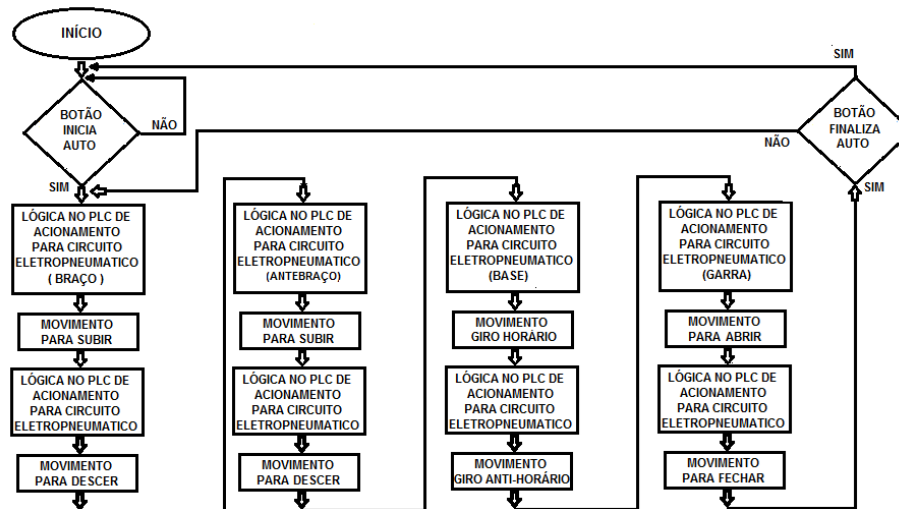 INÍCIO
BOTÃO
INICIA
AUTO
NÃO
SIM
LÓGICA NO PLC DE
ACIONAMENTO
PARA CIRCUITO
ELETROPNEUMATICO
( BRAÇO )
MOVIMENTO
PARA SUBIR
LÓGICA NO PLC DE
ACIONAMENTO
PARA CIRCUITO
ELETROPNEUMATICO
MOVIMENTO
PARA DESCER
LÓGICA NO PLC DE
ACIONAMENTO
PARA CIRCUITO
ELETROPNEUMATICO
(ANTEBRAÇO)
MOVIMENTO
PARA SUBIR
LÓGICA NO PLC DE
ACIONAMENTO
PARA CIRCUITO
ELETROPNEUMATICO
MOVIMENTO
PARA DESCER
LÓGICA NO PLC DE
ACIONAMENTO
PARA CIRCUITO
ELETROPNEUMATICO
(BASE)
MOVIMENTO
GIRO HORÁRIO
LÓGICA NO PLC DE
ACIONAMENTO
PARA CIRCUITO
ELETROPNEUMATICO
MOVIMENTO
GIRO ANTI-HORÁRIO
LÓGICA NO PLC DE
ACIONAMENTO
PARA CIRCUITO
ELETROPNEUMATICO
(GARRA)
MOVIMENTO
PARA ABRIR
LÓGICA NO PLC DE
ACIONAMENTO
PARA CIRCUITO
ELETROPNEUMATICO
MOVIMENTO
PARA FECHAR
SIM
BOTÃO
FINALIZA
AUTO
NÃO
SIM